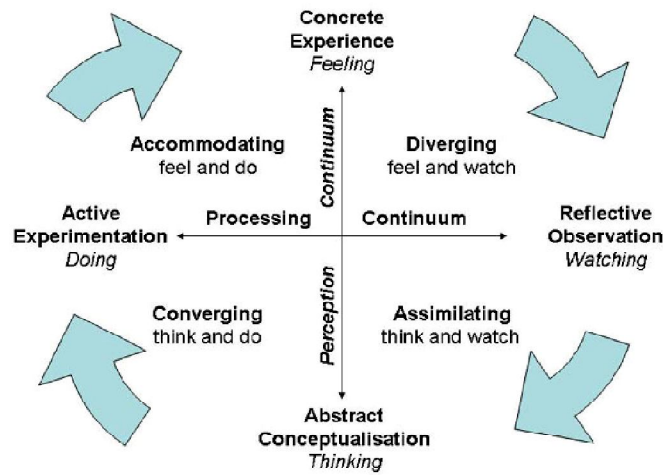 Concrete
Experience
Feeling
Accommodating
feel and do
Continuum
Diverging
feel and watch
Active
Experimentation
Doing
Processing
Continuum
Reflective
Observation
Watching
Converging
think and do
Perception
Assimilating
think and watch
Abstract
Conceptualisation
Thinking